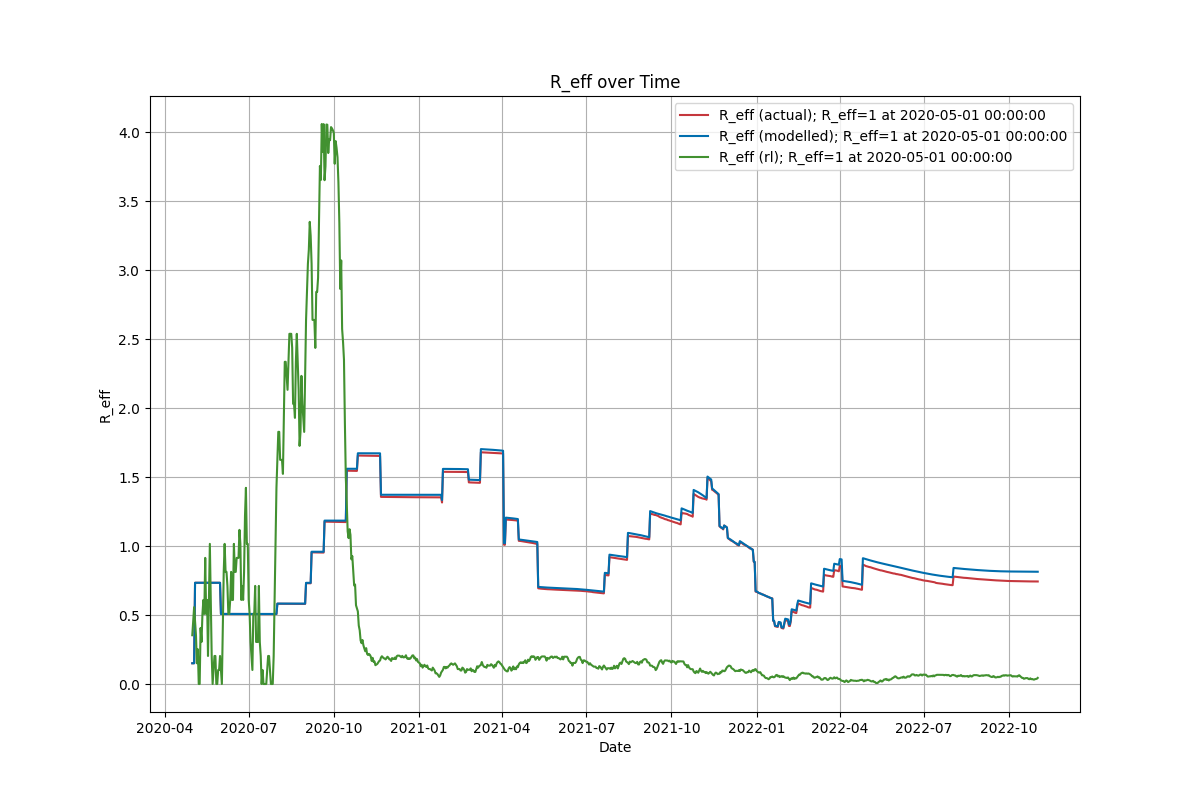 R_eff over Time
R_eff (actual); R_eff=1 at 2020-05-01 00:00:00
R_eff (modelled); R_eff=1 at 2020-05-01 00:00:00
R_eff (rl); R_eff=1 at 2020-05-01 00:00:00
4.0
3.5
3.0
2.5
2.0
1.5
1.0
0.5
0.0
R_eff
2020-04 2020-07 2020-10 2021-01 2021-04 2021-07 2021-10 2022-01 2022-04 2022-07 2022-10
Date